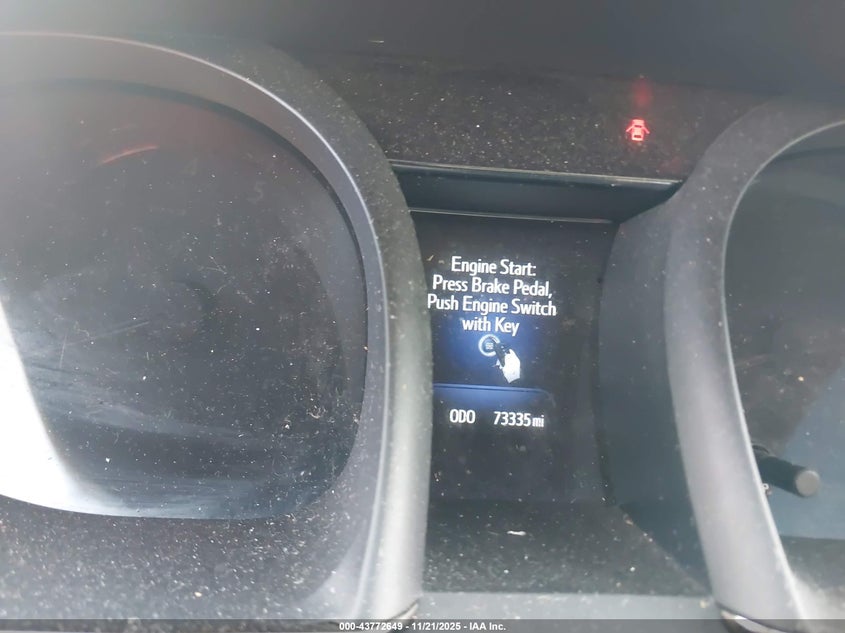 5
Engine Start:
Press Brake Pedal,
Push Engine Switch
with Key
ODO 73335 mi
000-43772649 - 11/21/2025 - IAA Inc.